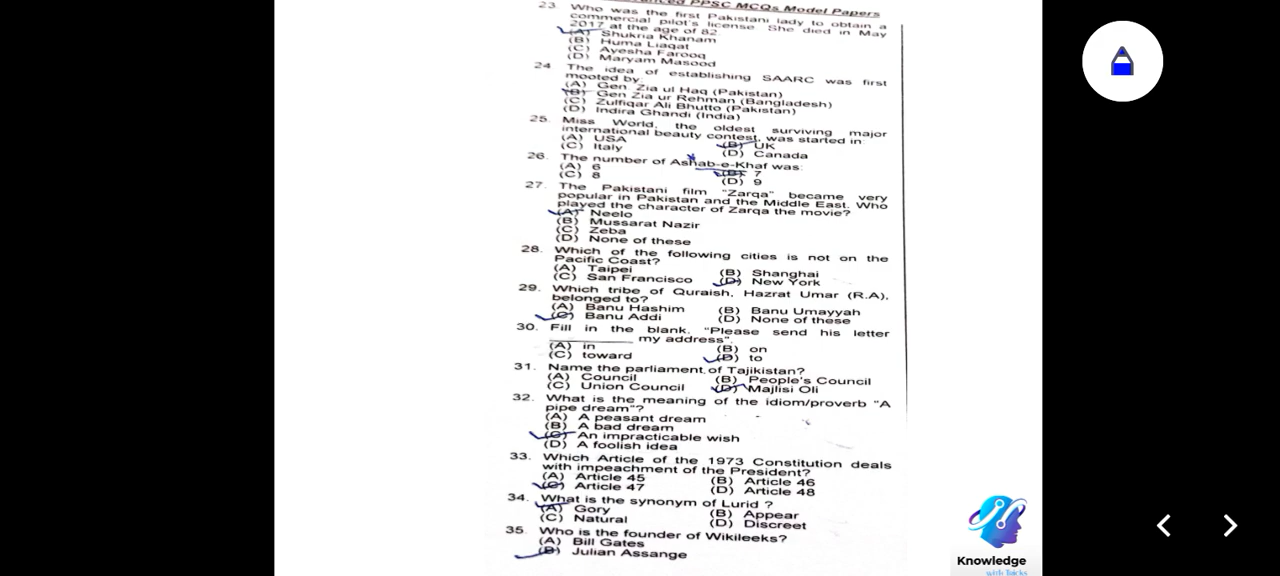 Advanced PPSC MCQs Model Papers
23. Who was the first Pakistani lady to obtain a
commercial pilot's license. She died in May
2017 at the age of 82
(A) Shukria Khanam
(B) Huma Liaqat
(C) Ayesha Farooq
(D) Maryam Masood
24 The idea of establishing SAARC was first
mooted by:
(A) Gen Zia ul Haq (Pakistan)
(B) Gen Zia ur Rehman (Bangladesh)
(C) Zulfiqar Ali Bhutto (Pakistan)
(D) Indira Ghandi (India)
25. Miss World, the oldest surviving major
international beauty contest, was started in:
(A) USA (B) UK
(C) Italy (D) Canada
26. The number of Ashab-e-Khaf was:
(A) 6 (B) 7
(C) 8 (D) 9
27. The Pakistani film "Zarqa" became very
popular in Pakistan and the Middle East. Who
played the character of Zarqa the movie?
(A) Neelo
(B) Mussarat Nazir
(C) Zeba
(D) None of these
28. Which of the following cities is not on the
Pacific Coast?
(A) Taipei (B) Shanghai
(C) San Francisco (D) New York
29. Which tribe of Quraish, Hazrat Umar (R.A),
belonged to?
(A) Banu Hashim (B) Banu Umayyah
(C) Banu Addi (D) None of these
30. Fill in the blank. "Please send his letter
__________ my address".
(A) in (B) on
(C) toward (D) to
31. Name the parliament of Tajikistan?
(A) Council (B) People's Council
(C) Union Council (D) Majlisi Oli
32. What is the meaning of the idiom/proverb "A
pipe dream"?
(A) A peasant dream
(B) A bad dream
(C) An impracticable wish
(D) A foolish idea
33. Which Article of the 1973 Constitution deals
with impeachment of the President?
(A) Article 45 (B) Article 46
(C) Article 47 (D) Article 48
34. What is the synonym of Lurid ?
(A) Gory (B) Appear
(C) Natural (D) Discreet
35. Who is the founder of Wikileeks?
(A) Bill Gates
(B) Julian Assange
Knowledge
with Tricks